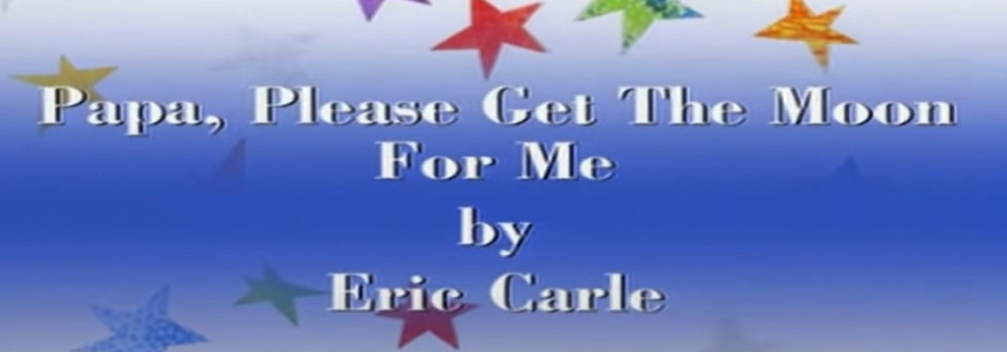 Papa, Please Get The Moon
For Me
by
Eric Carle